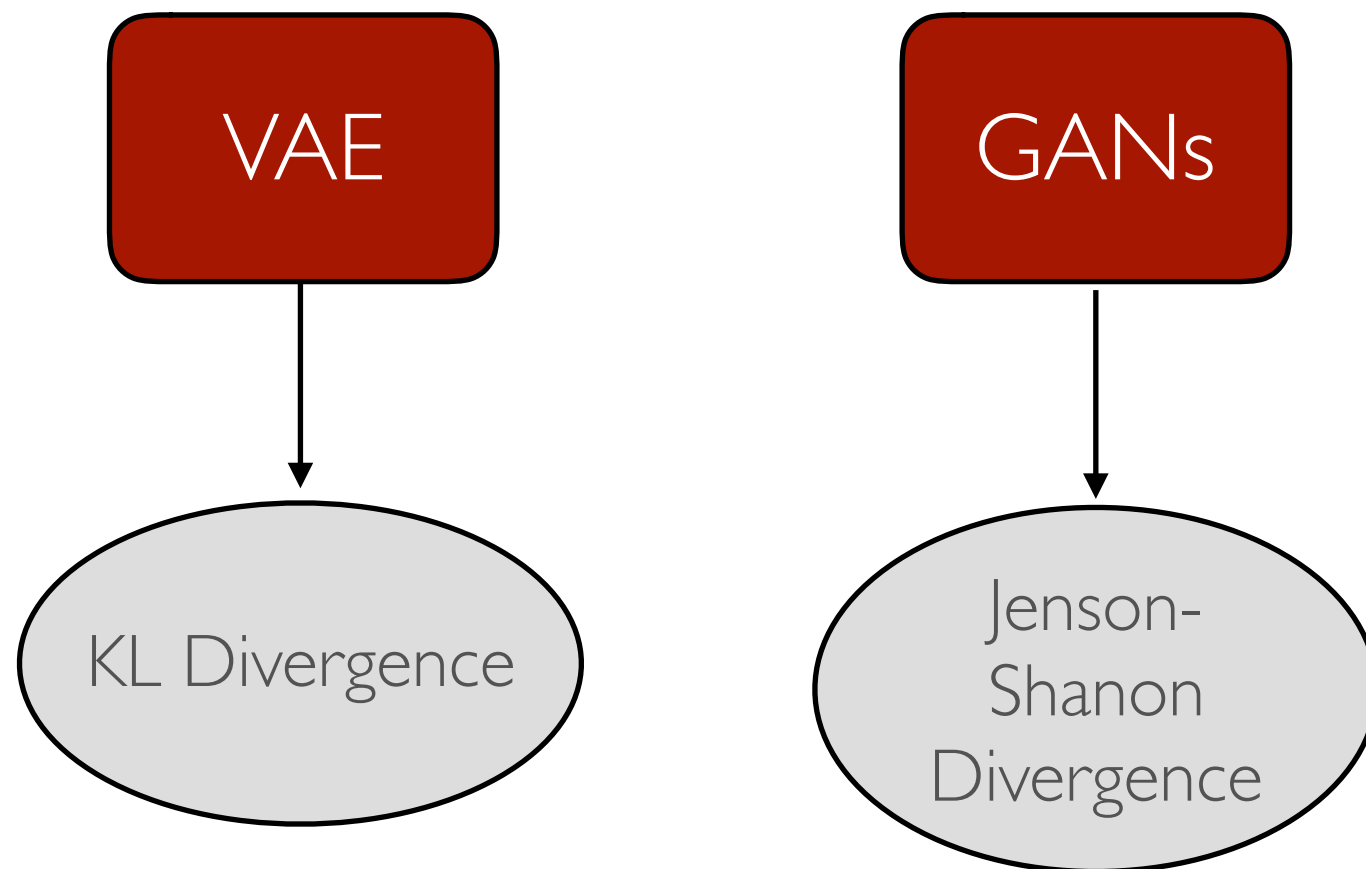 VAE
GANs
KL Divergence
Jenson-
Shanon
Divergence